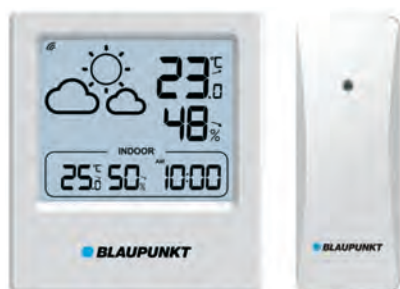 23.0 °C
48 %
INDOOR
AM
25.0 °C 50 % 10:00
BLAUPUNKT
BLAUPUNKT